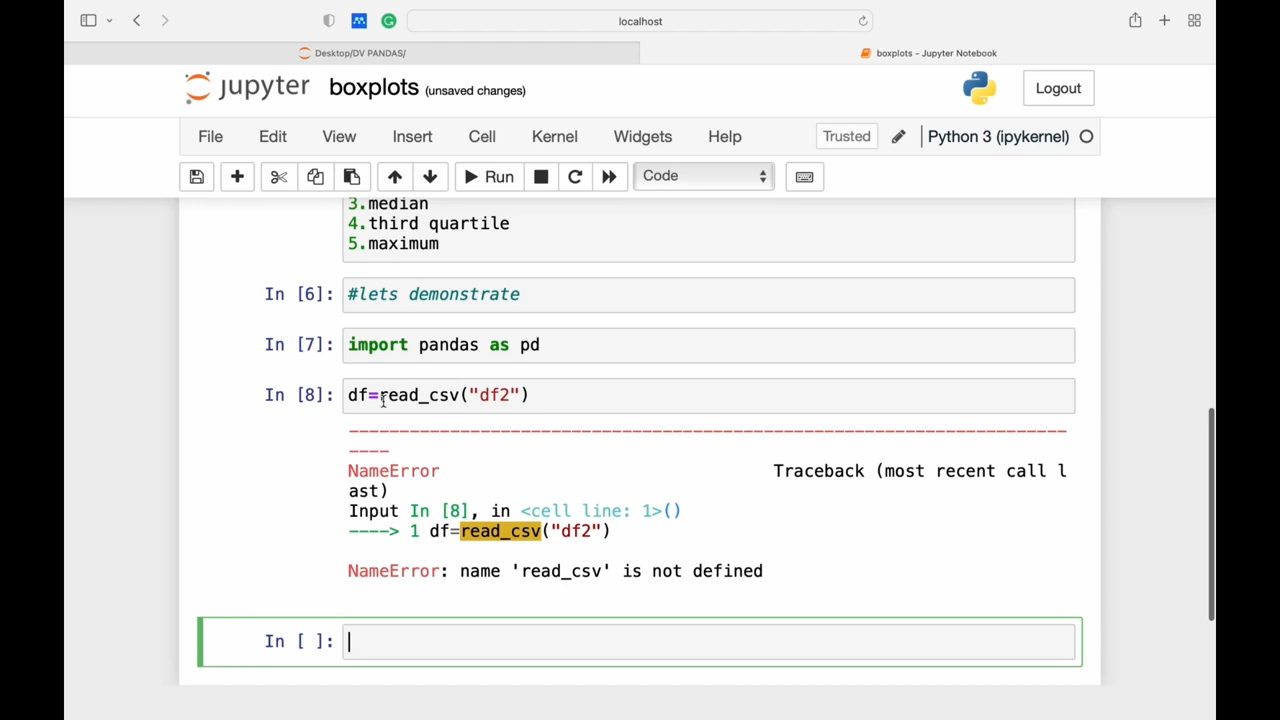 localhost
Desktop/DV PANDAS/
boxplots - Jupyter Notebook
jupyter boxplots (unsaved changes)
Logout
File Edit View Insert Cell Kernel Widgets Help Trusted Python 3 (ipykernel)
Run Code
3.median
4.third quartile
5.maximum
In [6]: #lets demonstrate
In [7]: import pandas as pd
In [8]: df=read_csv("df2")
---------------------------------------------------------------------------
NameError Traceback (most recent call l
ast)
Input In [8], in <cell line: 1>()
----> 1 df=read_csv("df2")
NameError: name 'read_csv' is not defined
In [ ]: